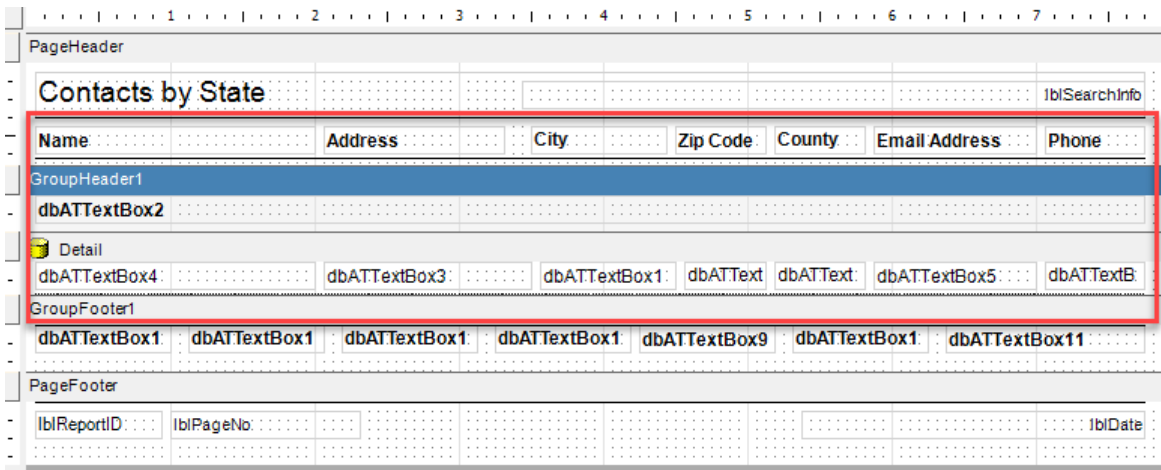 1 2 3 4 5 6 7
PageHeader
Contacts by State
lblSearchInfo
Name Address City Zip Code County Email Address Phone
GroupHeader1
dbATTextBox2
Detail
dbATTextBox4 dbATTextBox3 dbATTextBox1 dbATText dbATText dbATTextBox5 dbATTextB
GroupFooter1
dbATTextBox1 dbATTextBox1 dbATTextBox1 dbATTextBox1 dbATTextBox9 dbATTextBox1 dbATTextBox11
PageFooter
lblReportID lblPageNo lblDate